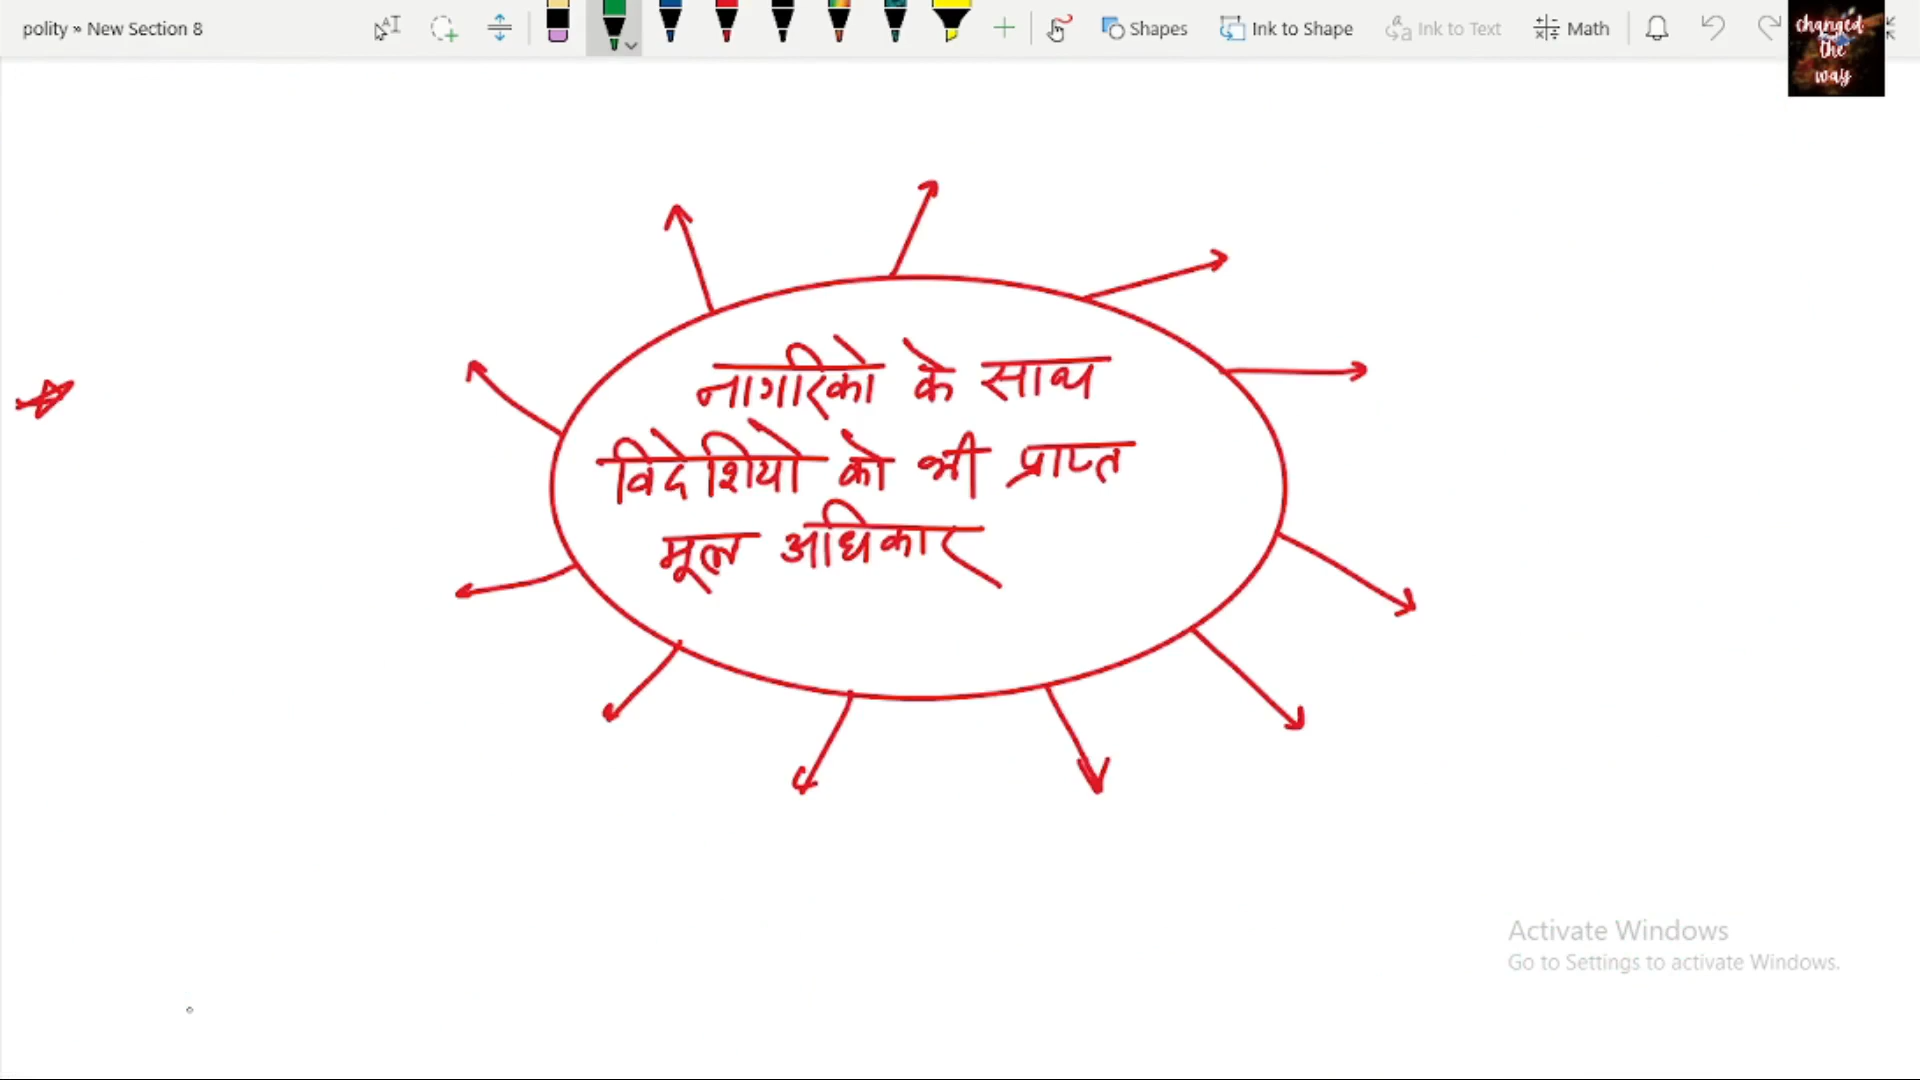 polity » New Section 8
Shapes
Ink to Shape
Ink to Text
Math
changed
the
way
नागरिको के साथ
विदेशियो को भी प्राप्त
मूल अधिकार
Activate Windows
Go to Settings to activate Windows.